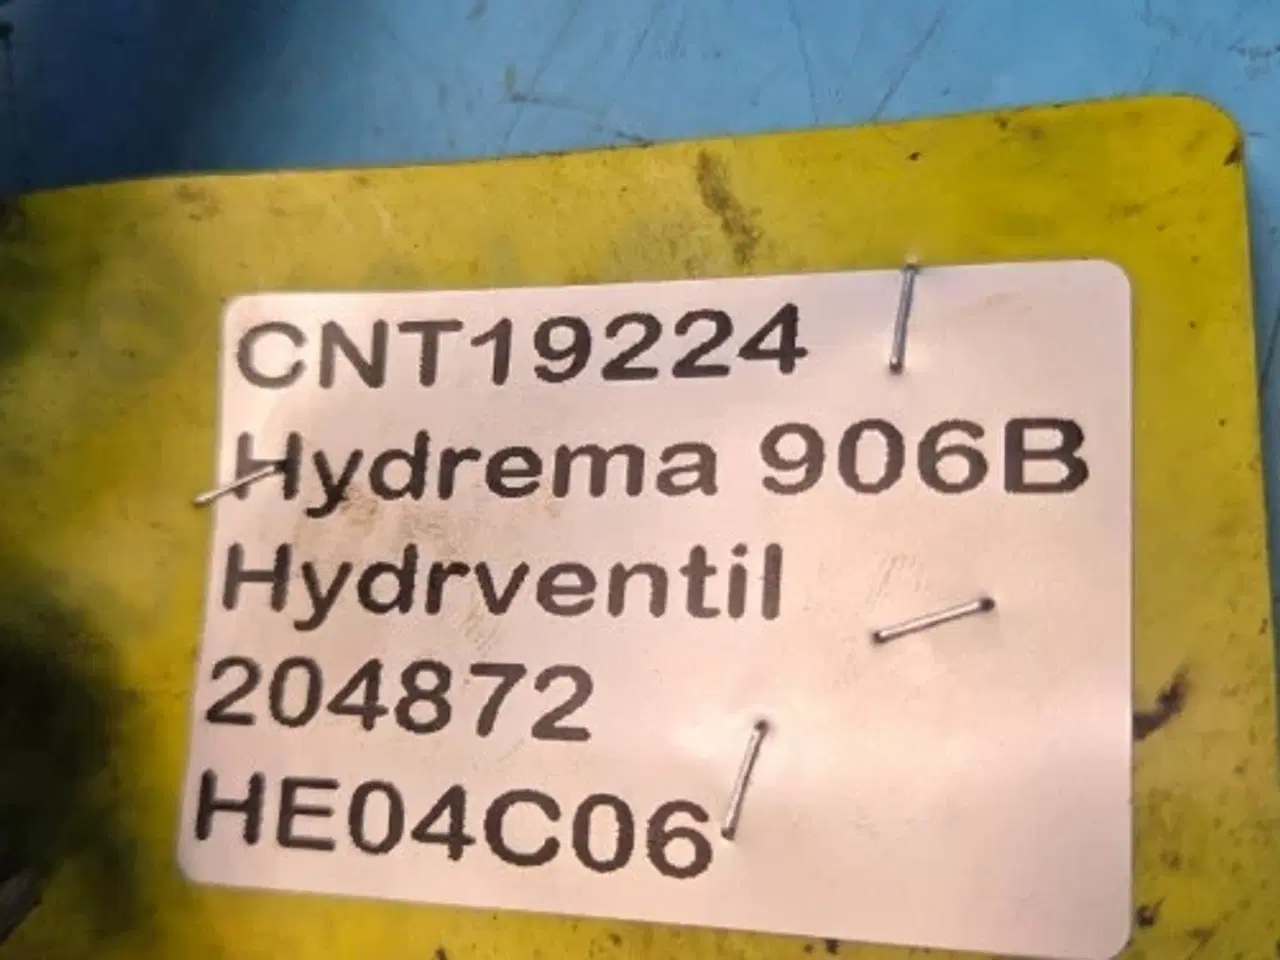 CNT19224
Hydrema 906B
Hydrventil
204872
HE04C06